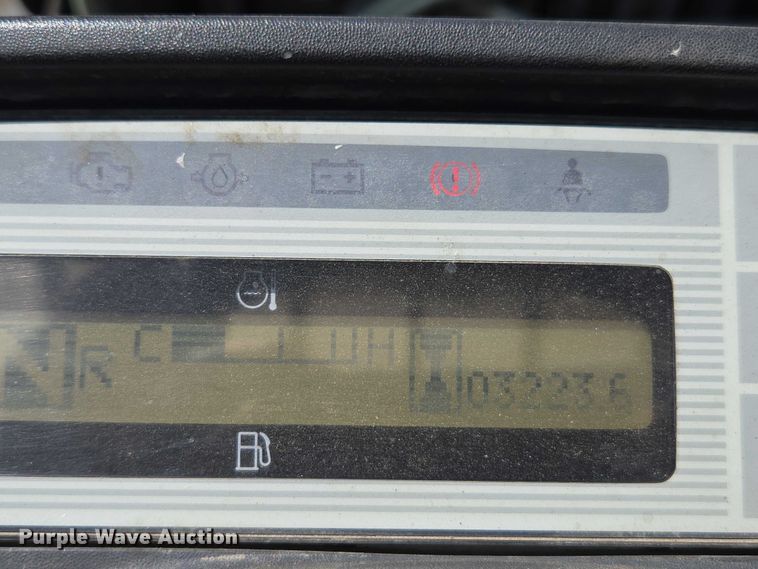 C H
R
03223 6
Purple Wave Auction